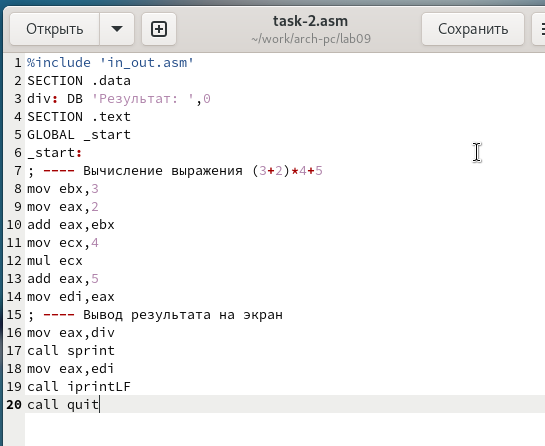 Открыть
task-2.asm
~/work/arch-pc/lab09
Сохранить
1 %include 'in_out.asm'
2 SECTION .data
3 div: DB 'Результат: ',0
4 SECTION .text
5 GLOBAL _start
6 _start:
7 ; ---- Вычисление выражения (3+2)*4+5
8 mov ebx,3
9 mov eax,2
10 add eax,ebx
11 mov ecx,4
12 mul ecx
13 add eax,5
14 mov edi,eax
15 ; ---- Вывод результата на экран
16 mov eax,div
17 call sprint
18 mov eax,edi
19 call iprintLF
20 call quit